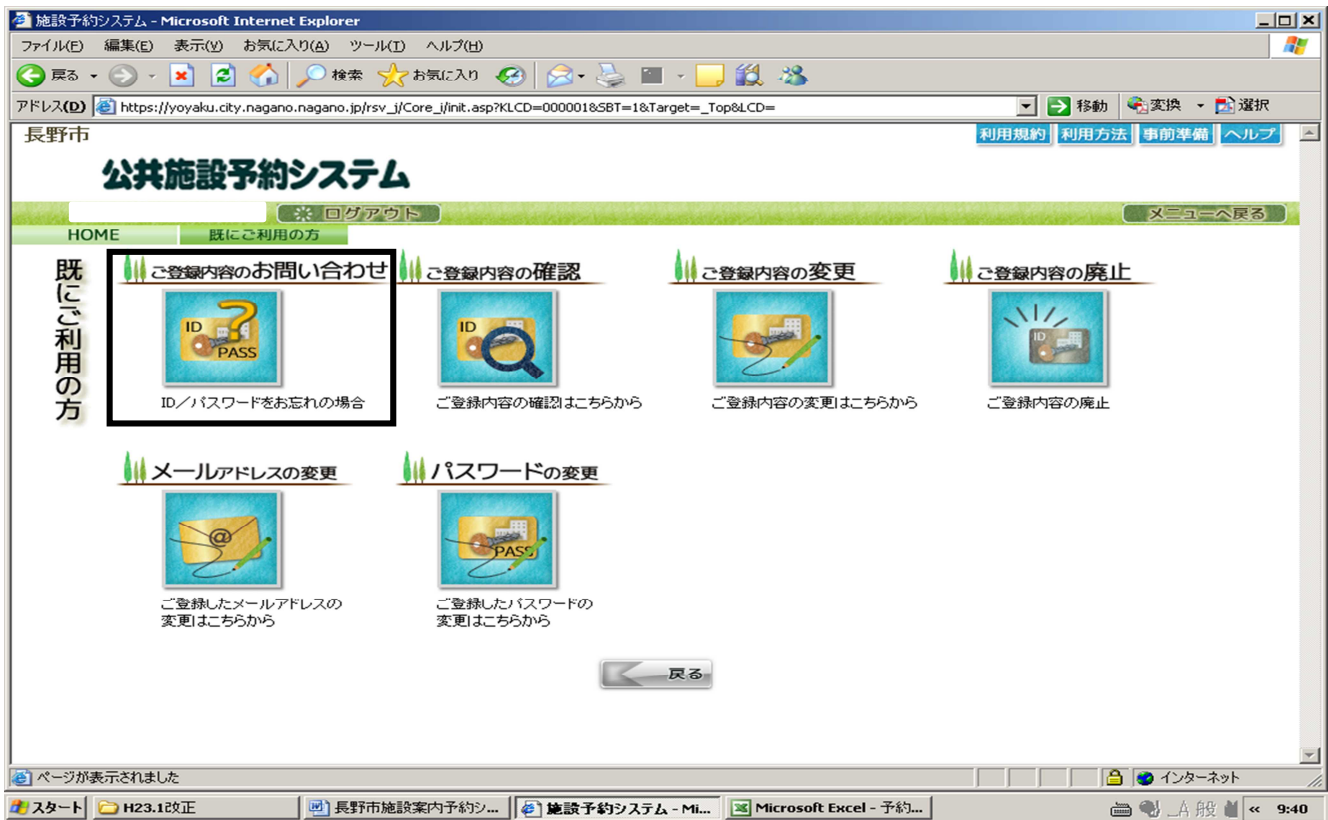 施設予約システム - Microsoft Internet Explorer
ファイル(F) 編集(E) 表示(V) お気に入り(A) ツール(T) ヘルプ(H)
戻る 検索 お気に入り
アドレス(D) https://yoyaku.city.nagano.nagano.jp/rsv_j/Core_i/init.asp?KLCD=000001&SBT=1&Target=_Top&LCD= 移動 変換 選択
長野市 利用規約 利用方法 事前準備 ヘルプ
公共施設予約システム
ログアウト メニューへ戻る
HOME 既にご利用の方
既にご利用の方
ご登録内容のお問い合わせ ご登録内容の確認 ご登録内容の変更 ご登録内容の廃止
ID PASS ID ID
ID/パスワードをお忘れの場合 ご登録内容の確認はこちらから ご登録内容の変更はこちらから ご登録内容の廃止
メールアドレスの変更 パスワードの変更
@ PASS
ご登録したメールアドレスの ご登録したパスワードの
変更はこちらから 変更はこちらから
戻る
ページが表示されました インターネット
スタート H23.1改正 長野市施設案内予約シ... 施設予約システム - Mi... Microsoft Excel - 予約... A 般 « 9:40